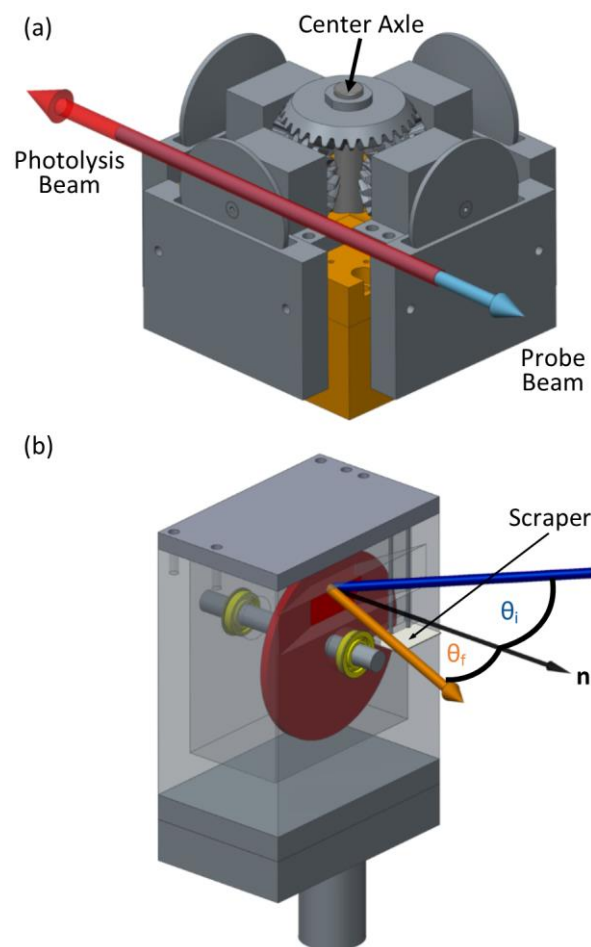 (a)
Center Axle
Photolysis
Beam
Probe
Beam
(b)
Scraper
θi
θf
n